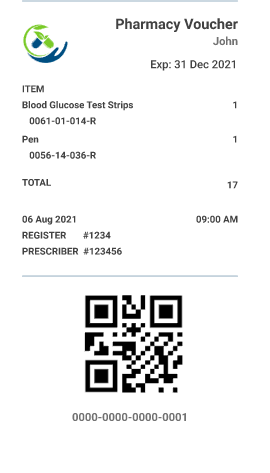 Pharmacy Voucher
John
Exp: 31 Dec 2021
ITEM
Blood Glucose Test Strips 1
0061-01-014-R
Pen 1
0056-14-036-R
TOTAL 17
06 Aug 2021 09:00 AM
REGISTER #1234
PRESCRIBER #123456
0000-0000-0000-0001